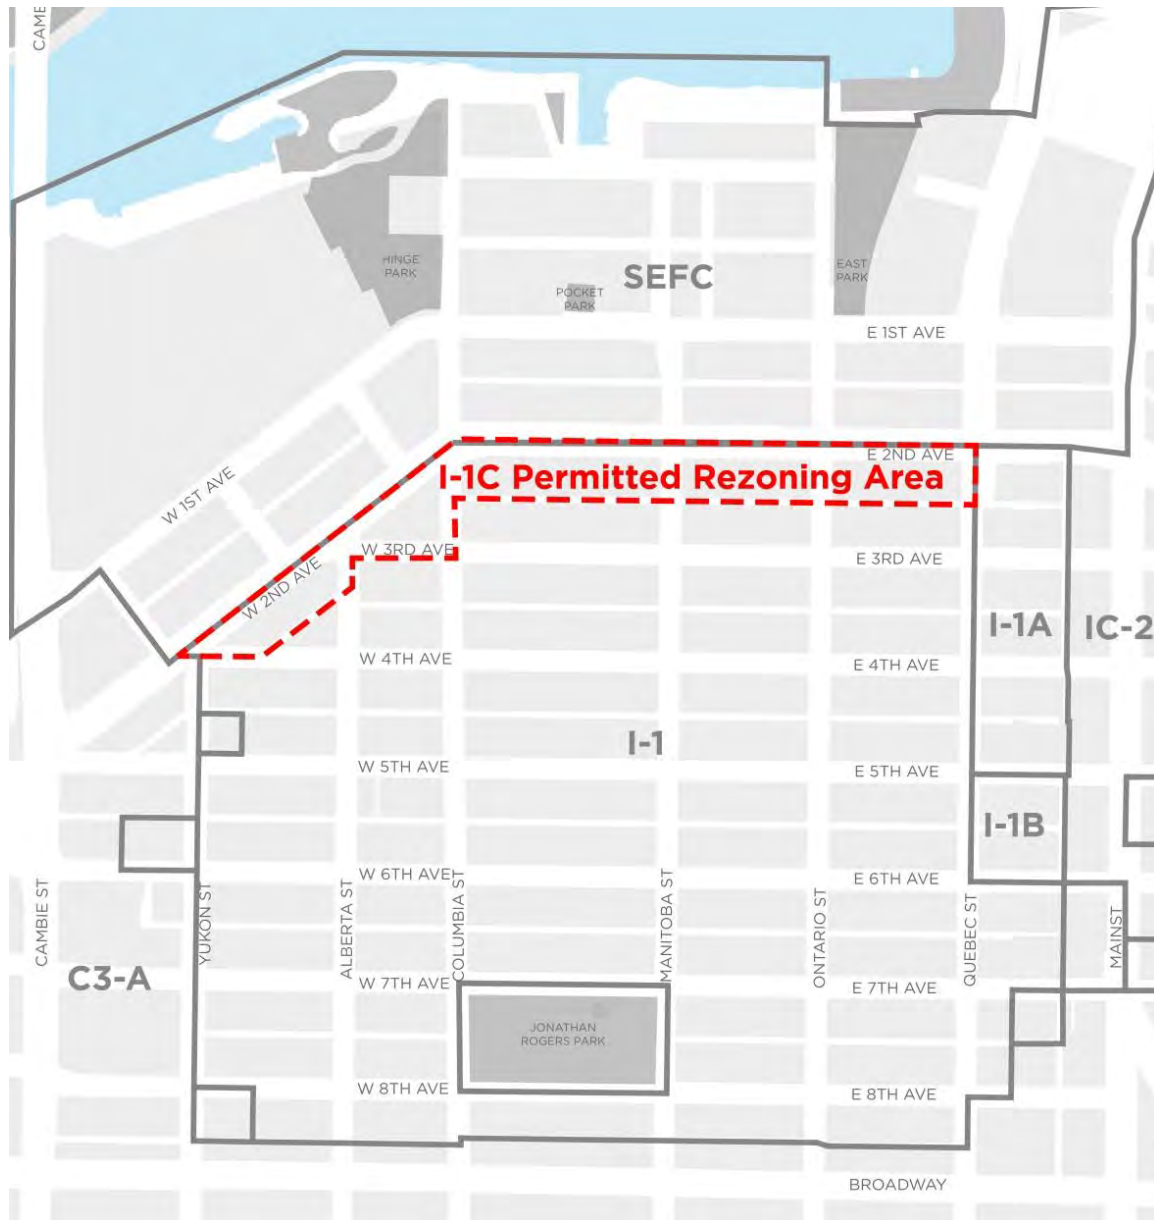 CAMB
HINGE
PARK
SEFC
POCKET
PARK
EAST
PARK
E 1ST AVE
W 1ST AVE
E 2ND AVE
I-1C Permitted Rezoning Area
W 2ND AVE
W 3RD AVE
E 3RD AVE
I-1A
IC-2
W 4TH AVE
E 4TH AVE
I-1
W 5TH AVE
E 5TH AVE
I-1B
W 6TH AVE
E 6TH AVE
CAMBIE ST
YUKON ST
ALBERTA ST
COLUMBIA ST
MANITOBA ST
ONTARIO ST
QUEBEC ST
MAINST
C3-A
W 7TH AVE
E 7TH AVE
JONATHAN
ROGERS PARK
W 8TH AVE
E 8TH AVE
BROADWAY